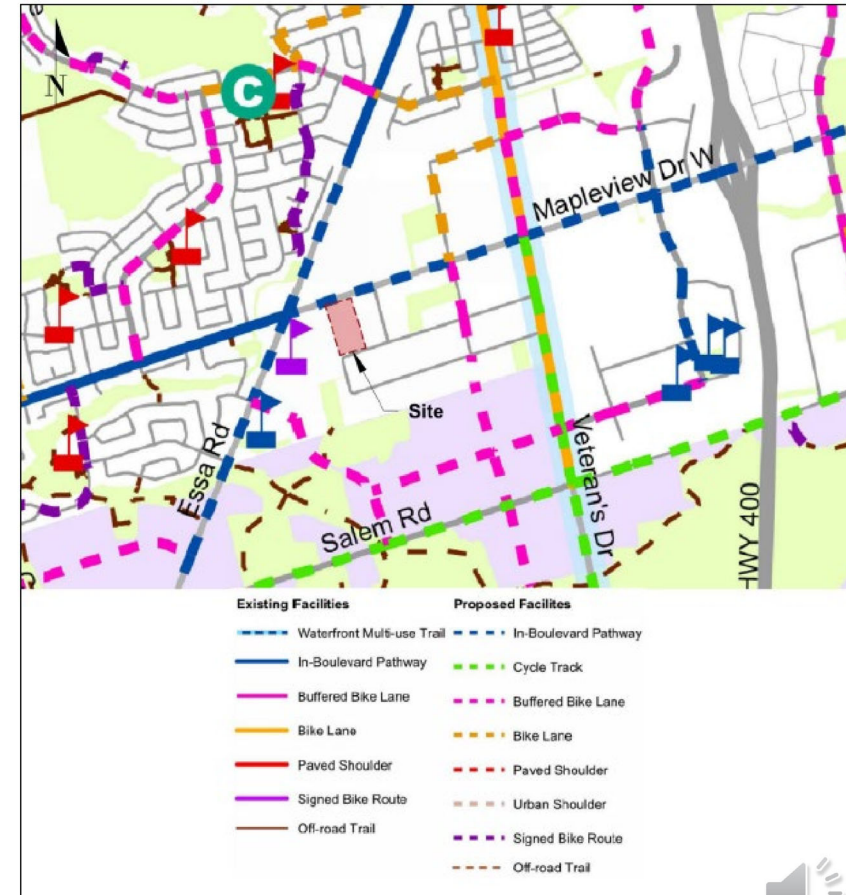 N
C
Mapleview Dr W
Site
Essa Rd
Veteran's Dr
Salem Rd
HWY 400
Existing Facilities
Waterfront Multi-use Trail
In-Boulevard Pathway
Buffered Bike Lane
Bike Lane
Paved Shoulder
Signed Bike Route
Off-road Trail
Proposed Facilites
In-Boulevard Pathway
Cycle Track
Buffered Bike Lane
Bike Lane
Paved Shoulder
Urban Shoulder
Signed Bike Route
Off-road Trail